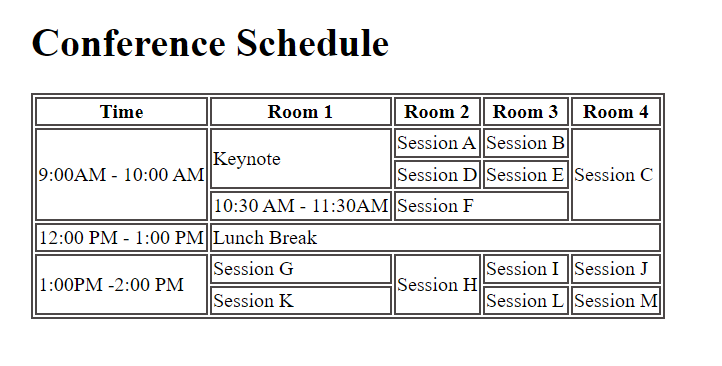 Conference Schedule
Time Room 1 Room 2 Room 3 Room 4
9:00AM - 10:00 AM Keynote Session A Session B Session C
Session D Session E
10:30 AM - 11:30AM Session F
12:00 PM - 1:00 PM Lunch Break
1:00PM -2:00 PM Session G Session H Session I Session J
Session K Session L Session M